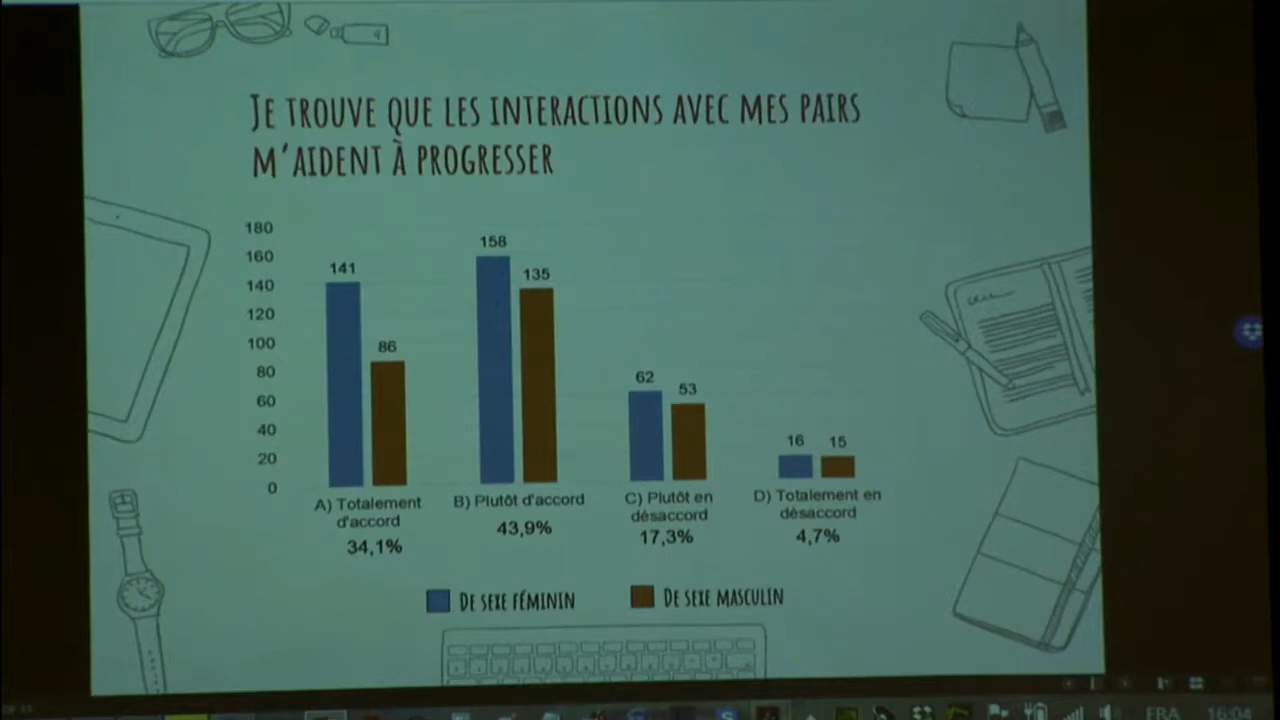 JE TROUVE QUE LES INTERACTIONS AVEC MES PAIRS
M'AIDENT À PROGRESSER
180
160
140
120
100
80
60
40
20
0
141
86
158
135
62
53
16
15
A) Totalement
d'accord
34,1%
B) Plutôt d'accord
43,9%
C) Plutôt en
désaccord
17,3%
D) Totalement en
désaccord
4,7%
DE SEXE FÉMININ
DE SEXE MASCULIN
FRA
16:04